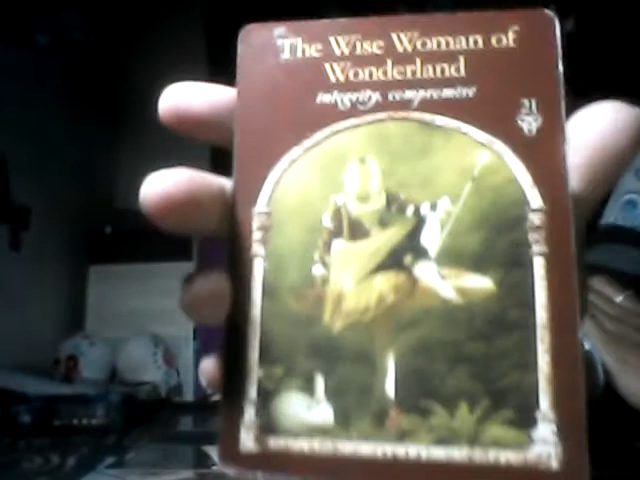 The Wise Woman of
Wonderland
integrity, compromise
21